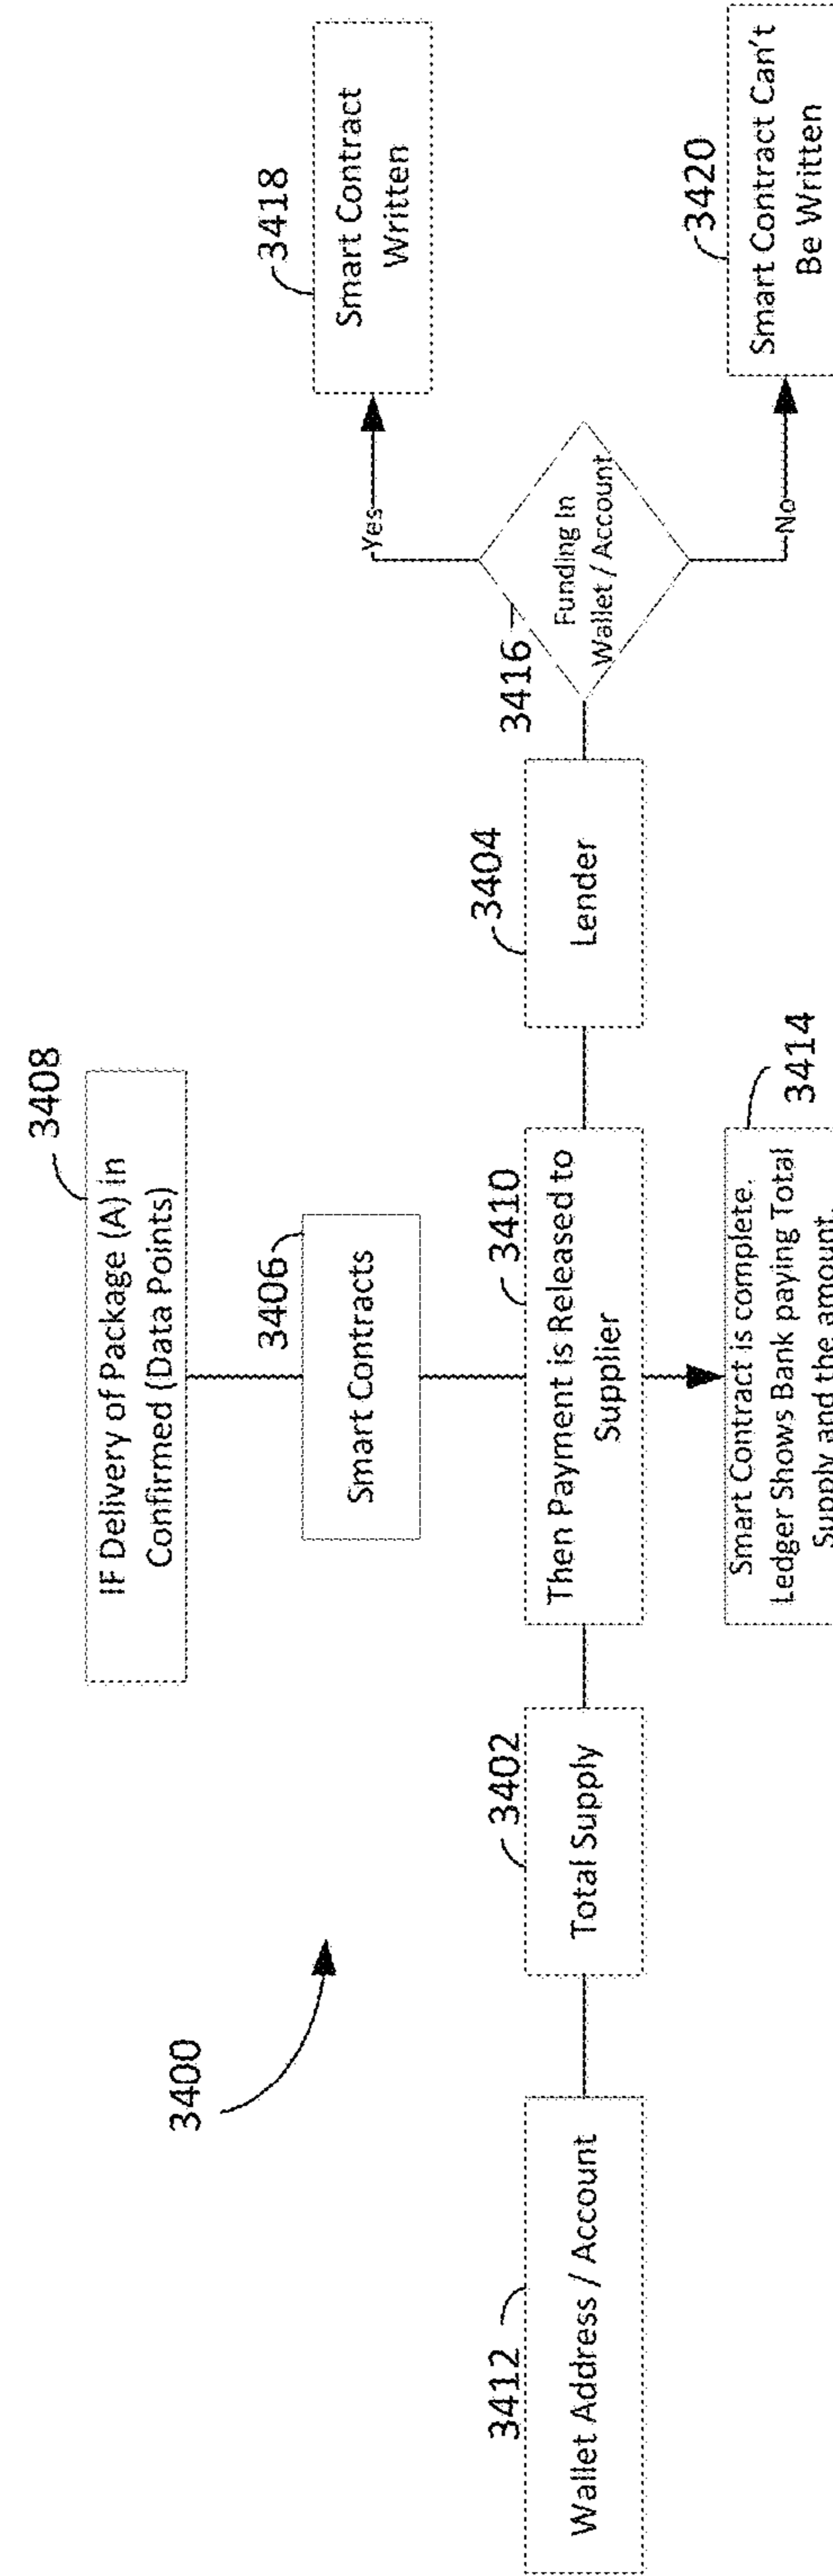 3400
3408
IF Delivery of Package (A) in
Confirmed (Data Points)
3406
Smart Contracts
3412
Wallet Address / Account
3402
Total Supply
3410
Then Payment is Released to
Supplier
3404
Lender
3416
Funding In
Wallet / Account
Yes
3418
Smart Contract
Written
No
3420
Smart Contract Can't
Be Written
3414
Smart Contract is complete.
Ledger Shows Bank paying Total
Supply and the amount.